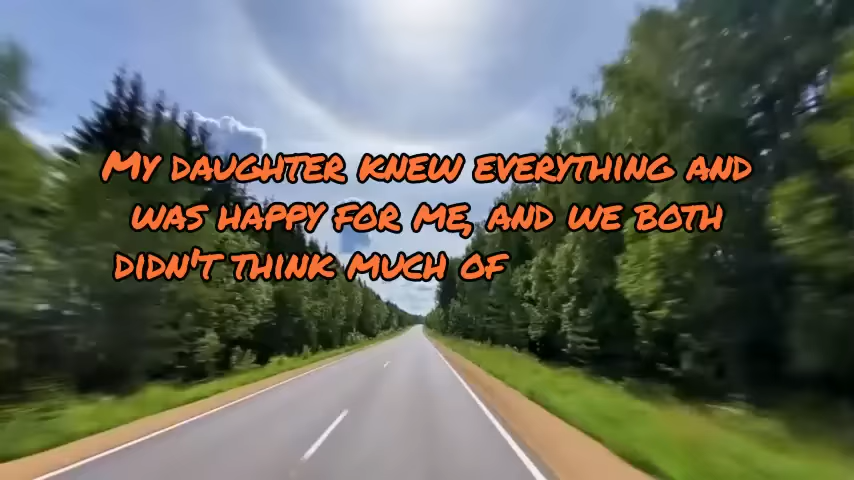 My daughter knew everything and
was happy for me, and we both
didn't think much of